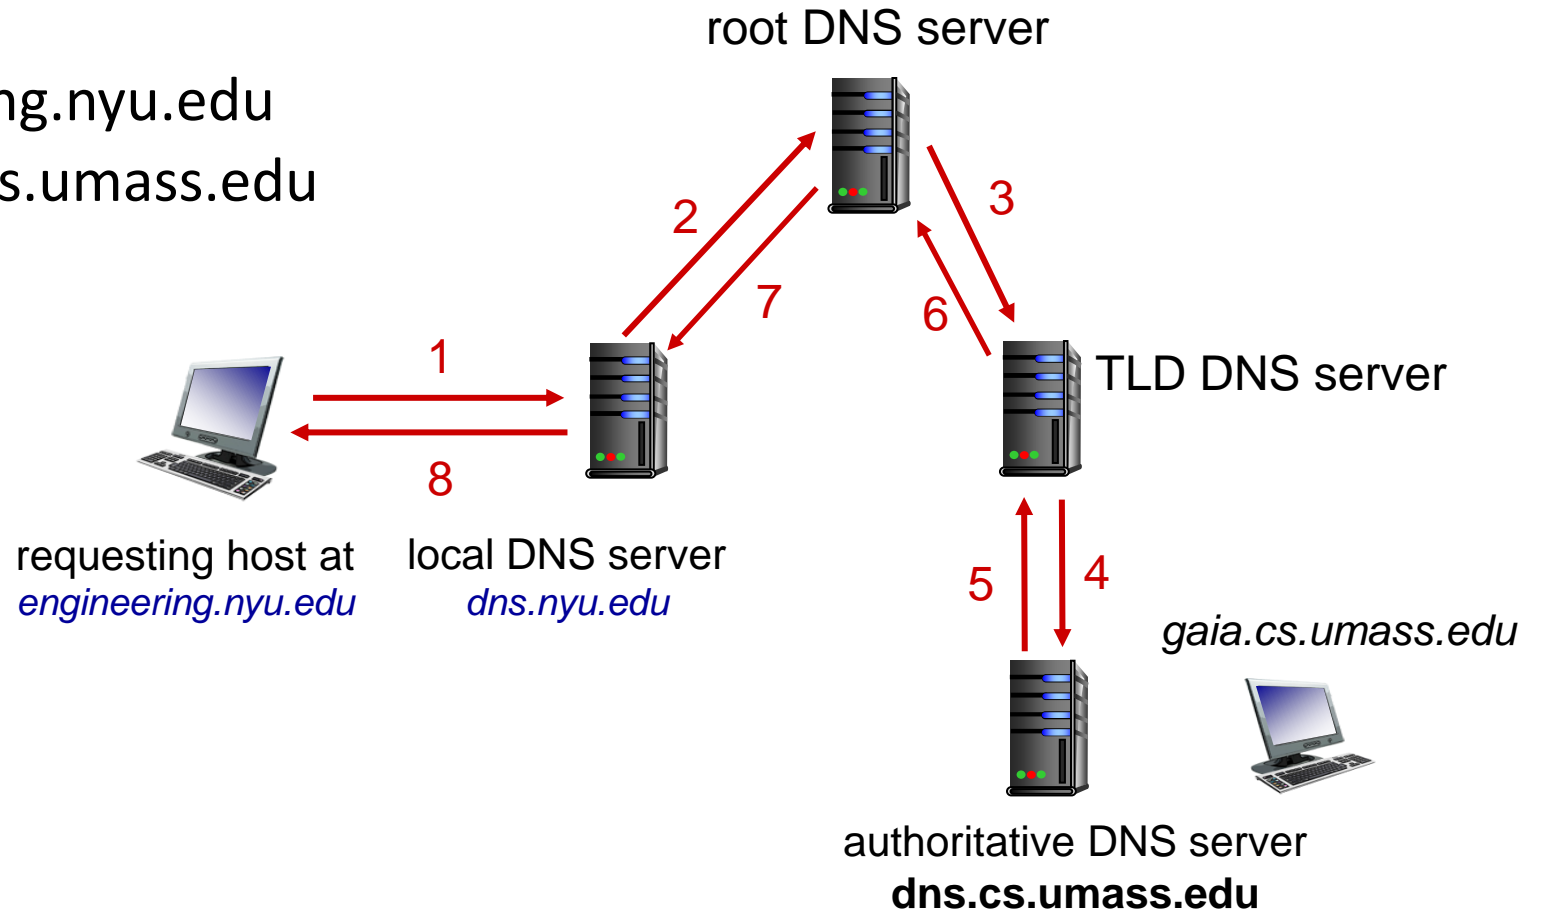 root DNS server
ng.nyu.edu
s.umass.edu
2
3
7
6
1
TLD DNS server
8
requesting host at
engineering.nyu.edu
local DNS server
dns.nyu.edu
5
4
gaia.cs.umass.edu
authoritative DNS server
dns.cs.umass.edu